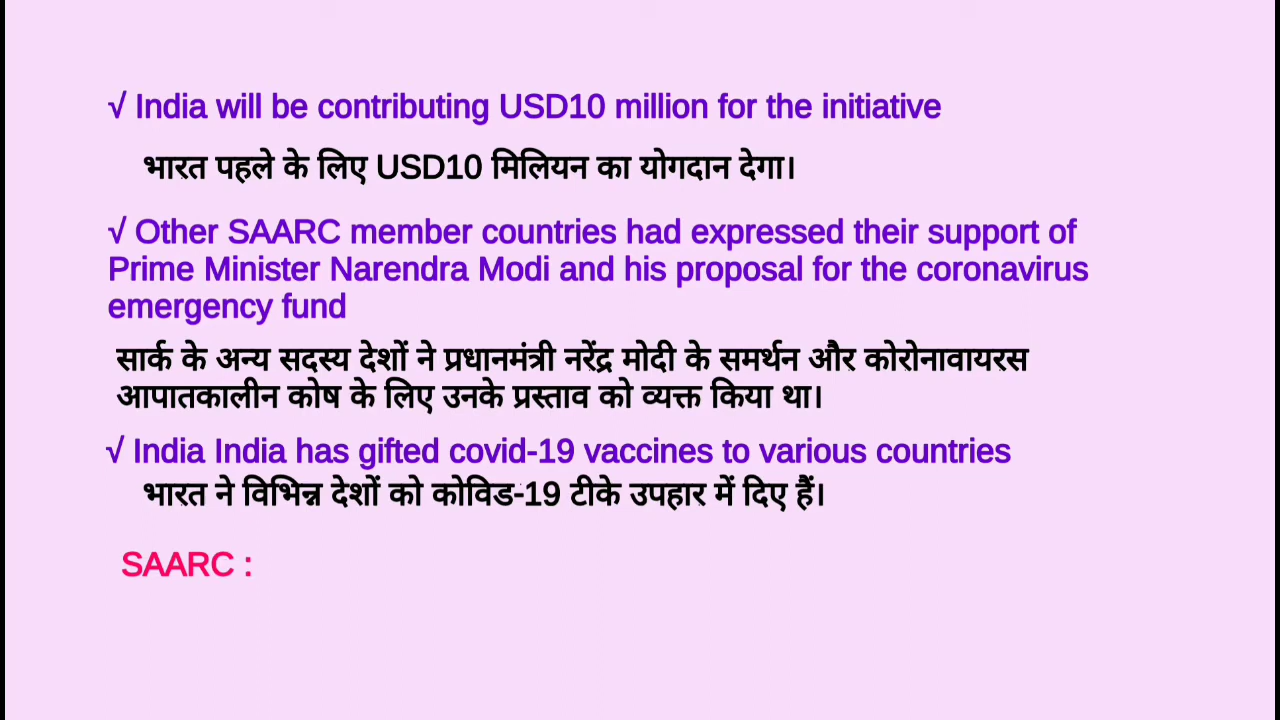 √ India will be contributing USD10 million for the initiative
भारत पहले के लिए USD10 मिलियन का योगदान देगा।
√ Other SAARC member countries had expressed their support of
Prime Minister Narendra Modi and his proposal for the coronavirus
emergency fund
सार्क के अन्य सदस्य देशों ने प्रधानमंत्री नरेंद्र मोदी के समर्थन और कोरोनावायरस
आपातकालीन कोष के लिए उनके प्रस्ताव को व्यक्त किया था।
√ India India has gifted covid-19 vaccines to various countries
भारत ने विभिन्न देशों को कोविड-19 टीके उपहार में दिए हैं।
SAARC :